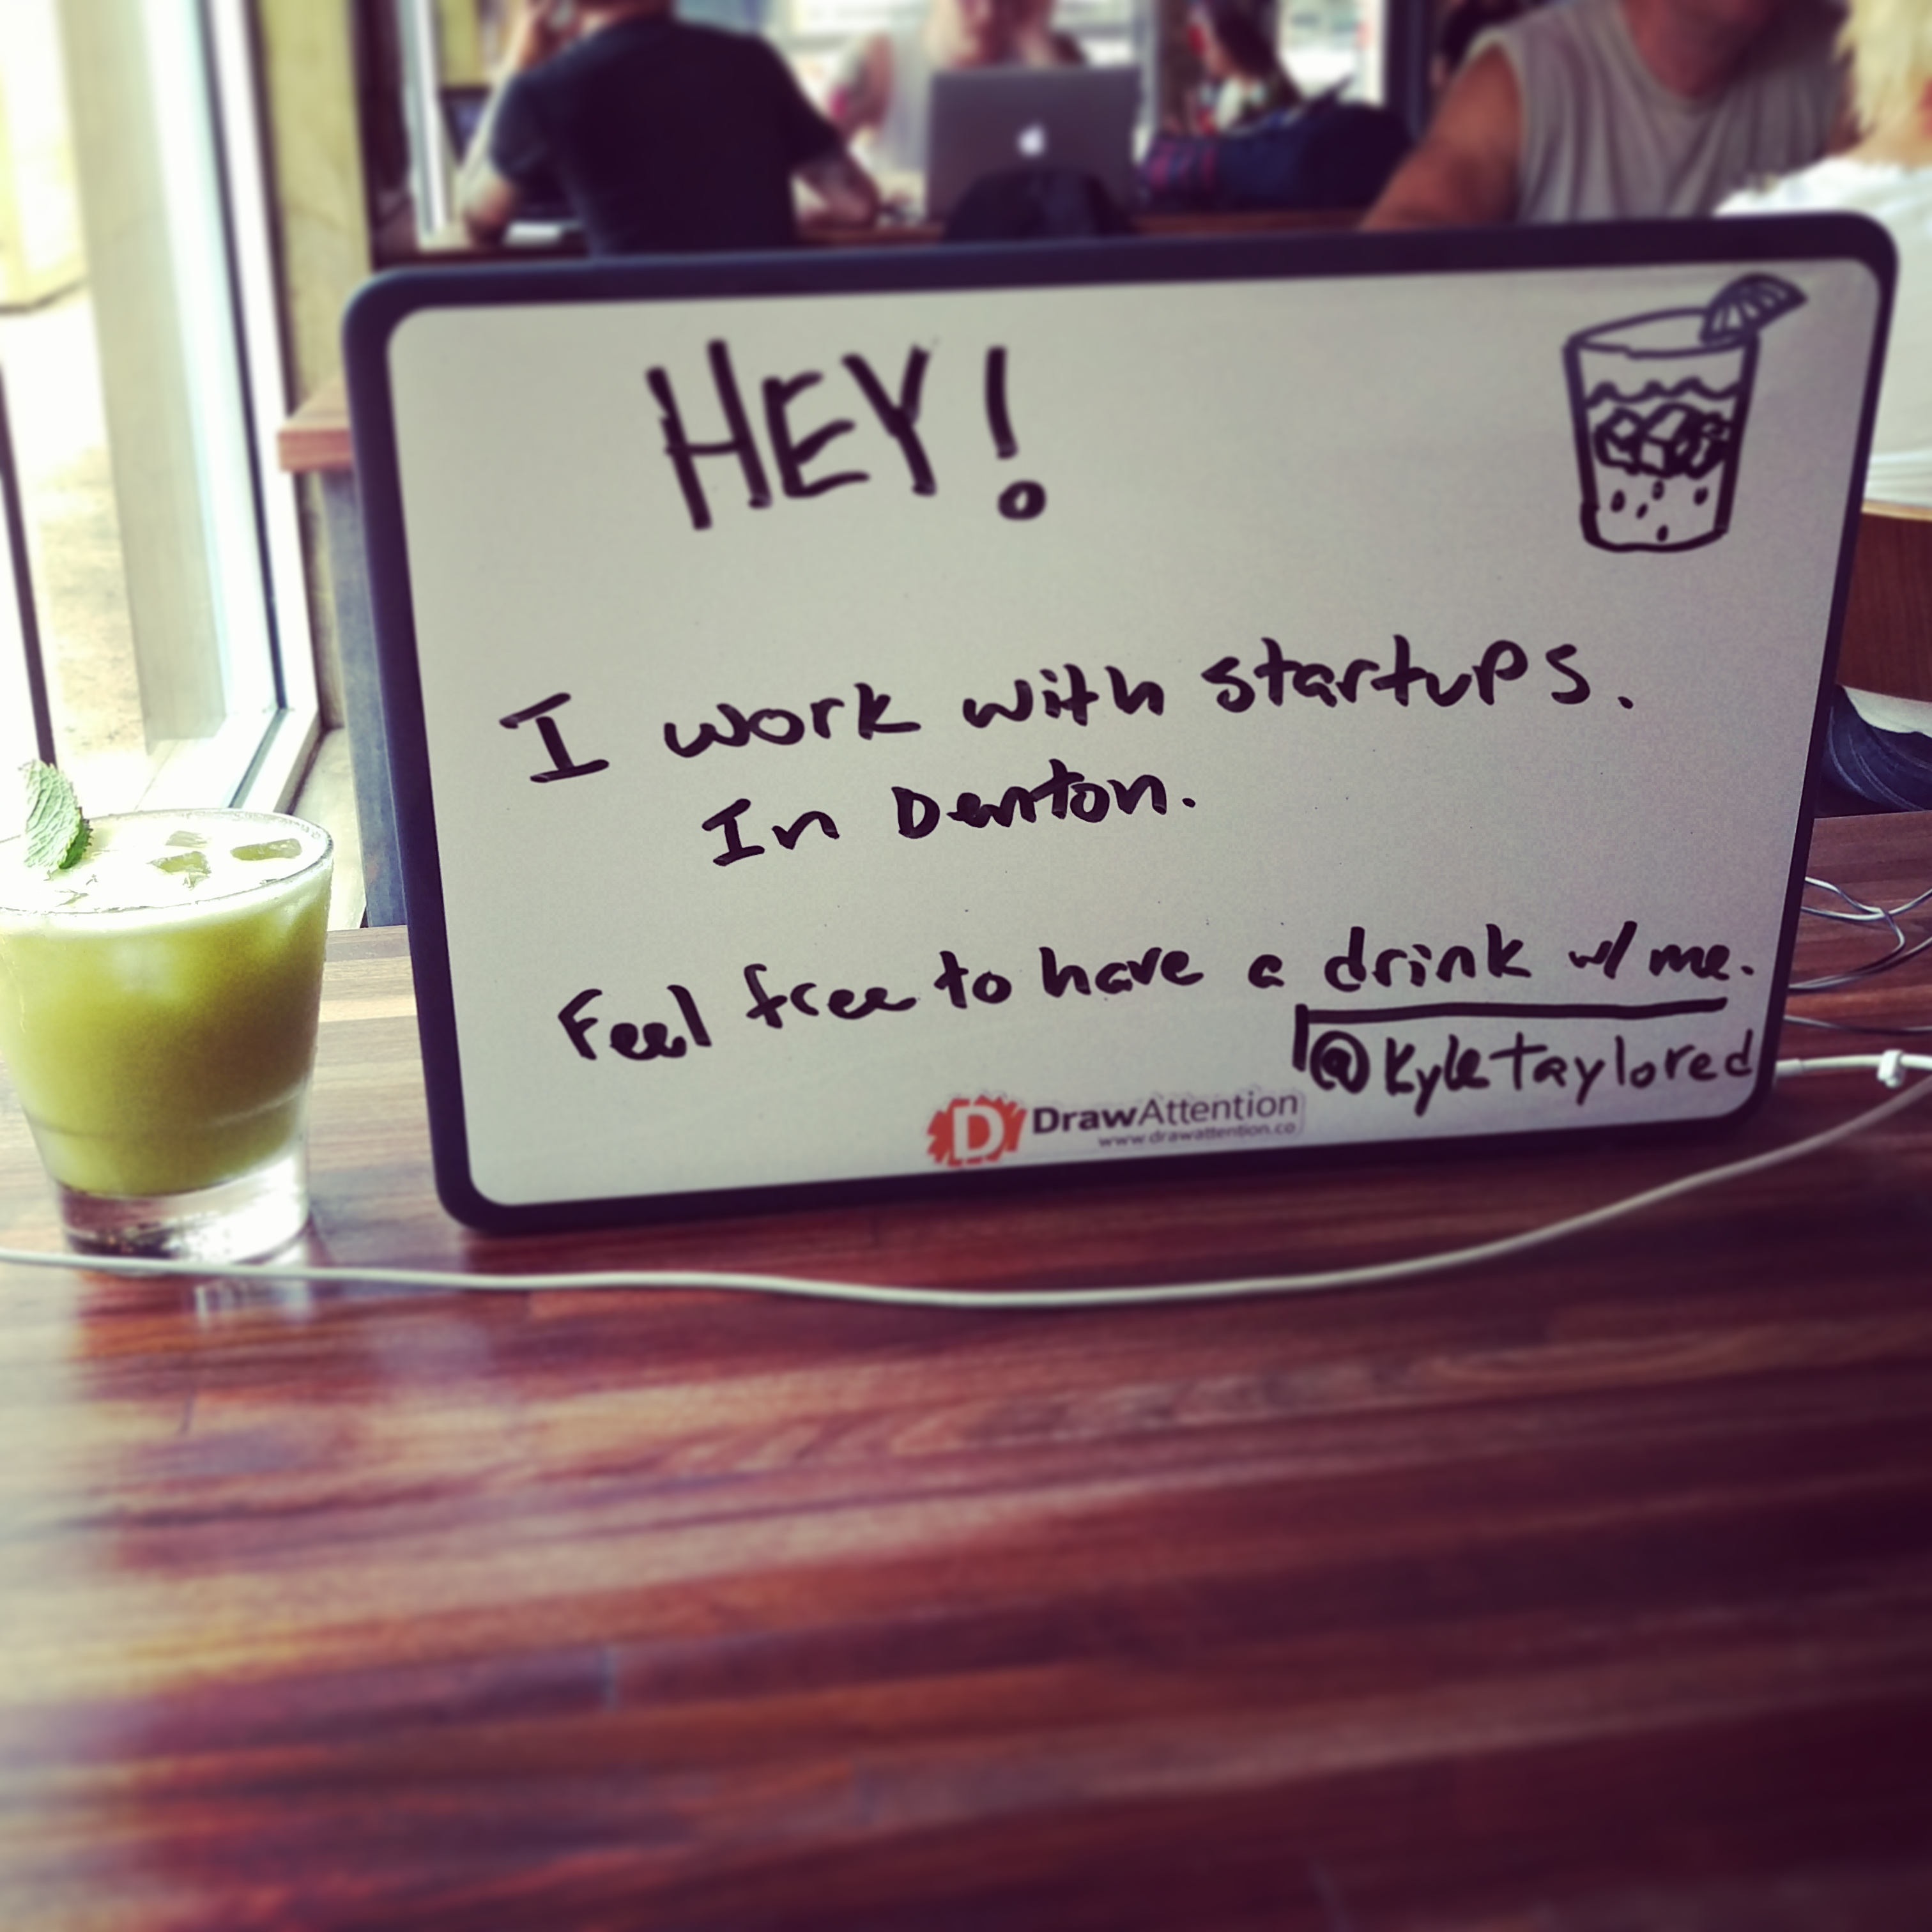 HEY!
I work with startups.
In Denton.
Feel free to have a drink w/ me.
@kyletaylored
D DrawAttention
www.drawattention.co